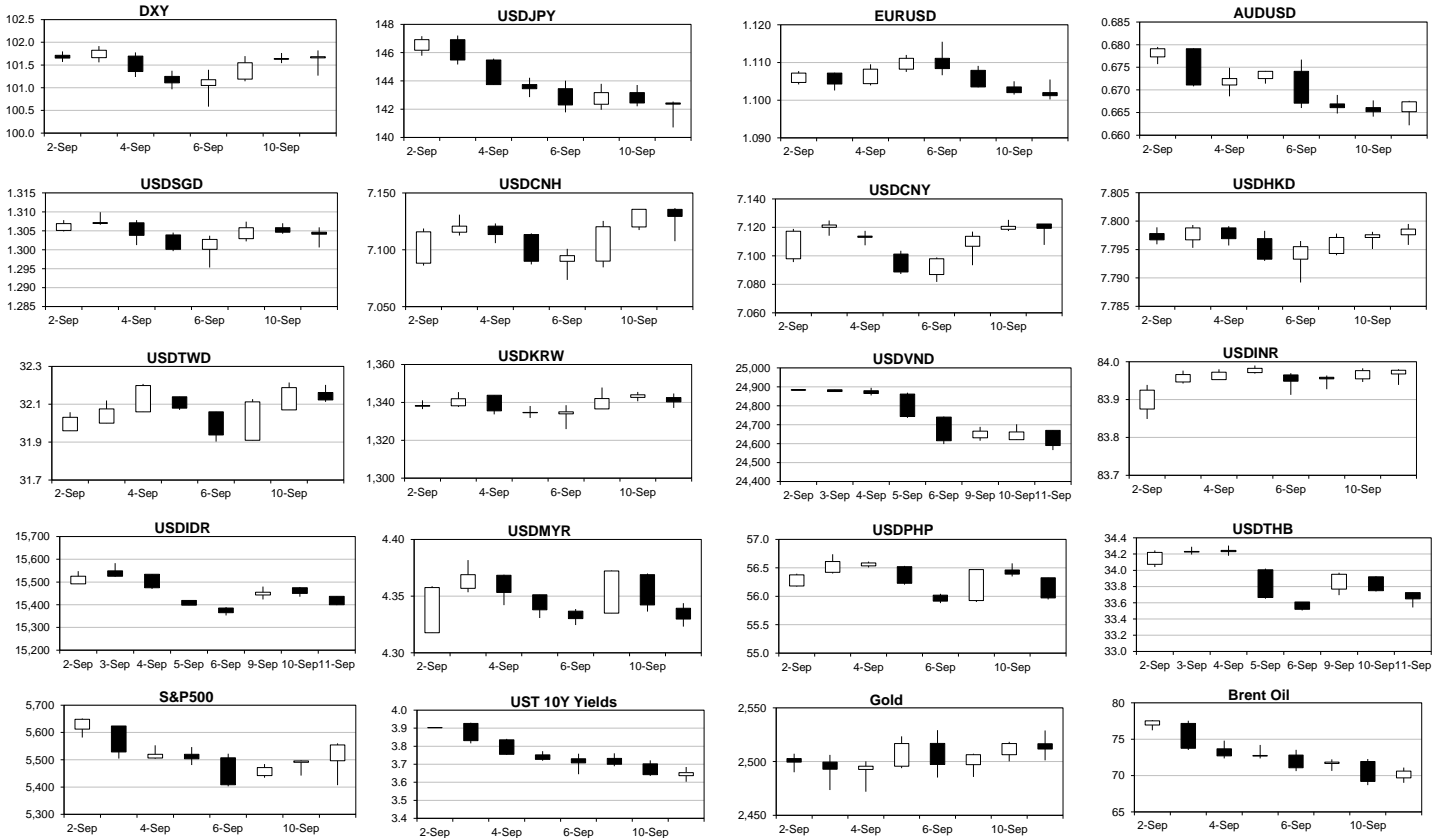 DXY
102.5
102.0
101.5
101.0
100.5
100.0
2-Sep 4-Sep 6-Sep 10-Sep
USDJPY
148
146
144
142
140
2-Sep 4-Sep 6-Sep 10-Sep
EURUSD
1.120
1.110
1.100
1.090
2-Sep 4-Sep 6-Sep 10-Sep
AUDUSD
0.685
0.680
0.675
0.670
0.665
0.660
2-Sep 4-Sep 6-Sep 10-Sep
USDSGD
1.315
1.310
1.305
1.300
1.295
1.290
1.285
2-Sep 4-Sep 6-Sep 10-Sep
USDCNH
7.150
7.100
7.050
2-Sep 4-Sep 6-Sep 10-Sep
USDCNY
7.140
7.120
7.100
7.080
7.060
2-Sep 4-Sep 6-Sep 10-Sep
USDHKD
7.805
7.800
7.795
7.790
7.785
2-Sep 4-Sep 6-Sep 10-Sep
USDTWD
32.3
32.1
31.9
31.7
2-Sep 4-Sep 6-Sep 10-Sep
USDKRW
1,360
1,340
1,320
1,300
2-Sep 4-Sep 6-Sep 10-Sep
USDVND
25,000
24,900
24,800
24,700
24,600
24,500
24,400
2-Sep 3-Sep 4-Sep 5-Sep 6-Sep 9-Sep 10-Sep 11-Sep
USDINR
84.0
83.9
83.8
83.7
2-Sep 4-Sep 6-Sep 10-Sep
USDIDR
15,700
15,600
15,500
15,400
15,300
15,200
2-Sep 3-Sep 4-Sep 5-Sep 6-Sep 9-Sep 10-Sep 11-Sep
USDMYR
4.40
4.35
4.30
2-Sep 4-Sep 6-Sep 10-Sep
USDPHP
57.0
56.5
56.0
55.5
55.0
2-Sep 4-Sep 6-Sep 10-Sep
USDTHB
34.4
34.2
34.0
33.8
33.6
33.4
33.2
33.0
2-Sep 3-Sep 4-Sep 5-Sep 6-Sep 9-Sep 10-Sep 11-Sep
S&P500
5,700
5,600
5,500
5,400
5,300
2-Sep 4-Sep 6-Sep 10-Sep
UST 10Y Yields
4.0
3.9
3.8
3.7
3.6
3.5
3.4
2-Sep 4-Sep 6-Sep 10-Sep
Gold
2,550
2,500
2,450
2-Sep 4-Sep 6-Sep 10-Sep
Brent Oil
80
75
70
65
2-Sep 4-Sep 6-Sep 10-Sep